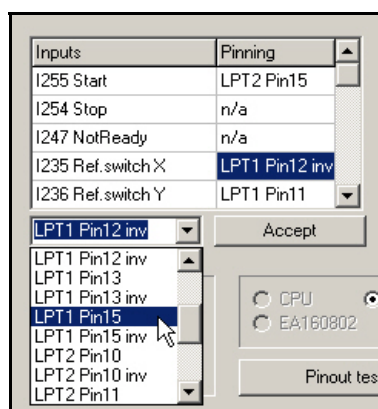 Inputs Pinning
I255 Start LPT2 Pin15
I254 Stop n/a
I247 NotReady n/a
I235 Ref.switch X LPT1 Pin12 inv
I236 Ref.switch Y LPT1 Pin11
LPT1 Pin12 inv Accept
LPT1 Pin12 inv
LPT1 Pin13
LPT1 Pin13 inv
LPT1 Pin15
LPT1 Pin15 inv
LPT2 Pin10
LPT2 Pin10 inv
LPT2 Pin11
CPU
EA160802
Pinout tes